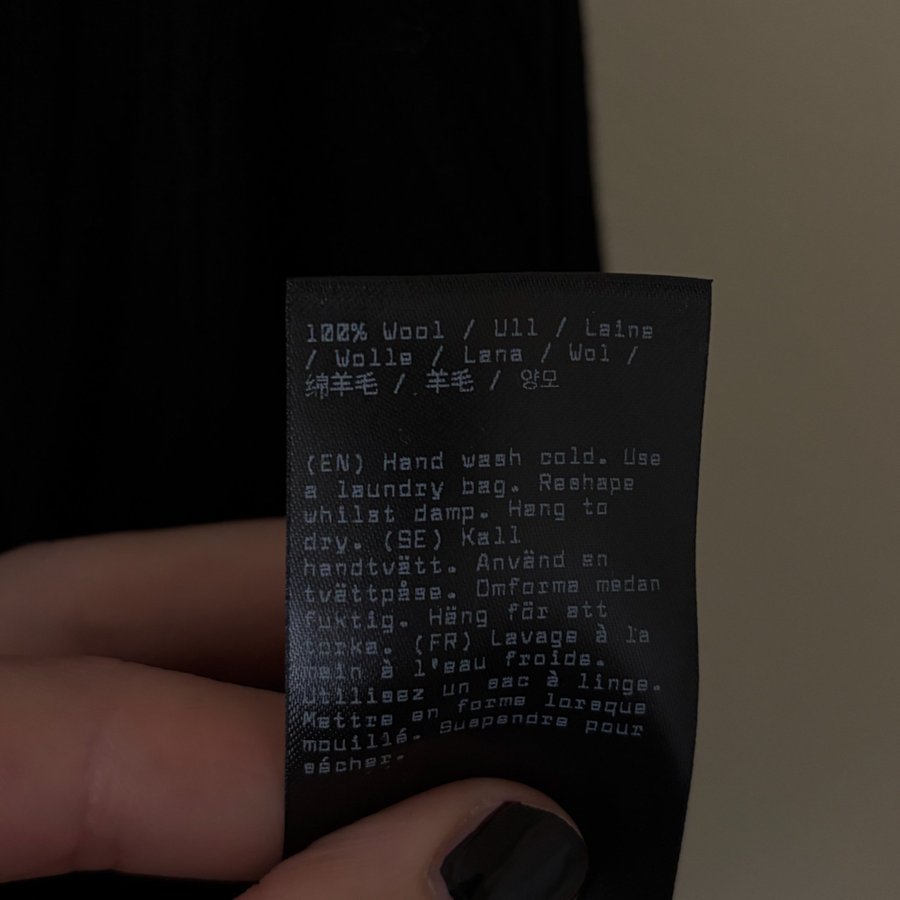 100% Wool / Ull / Laine
/ Wolle / Lana / Wol /
绵羊毛 / 羊毛 / 양모
(EN) Hand wash cold. Use
a laundry bag. Reshape
whilst damp. Hang to
dry. (SE) Kall
handtvätt. Använd en
tvättpåse. Omforma medan
fuktig. Häng för att
torka. (FR) Lavage à la
main à l'eau froide.
Utilisez un sac à linge.
Mettre en forme lorsque
mouillé. Suspendre pour
sécher.